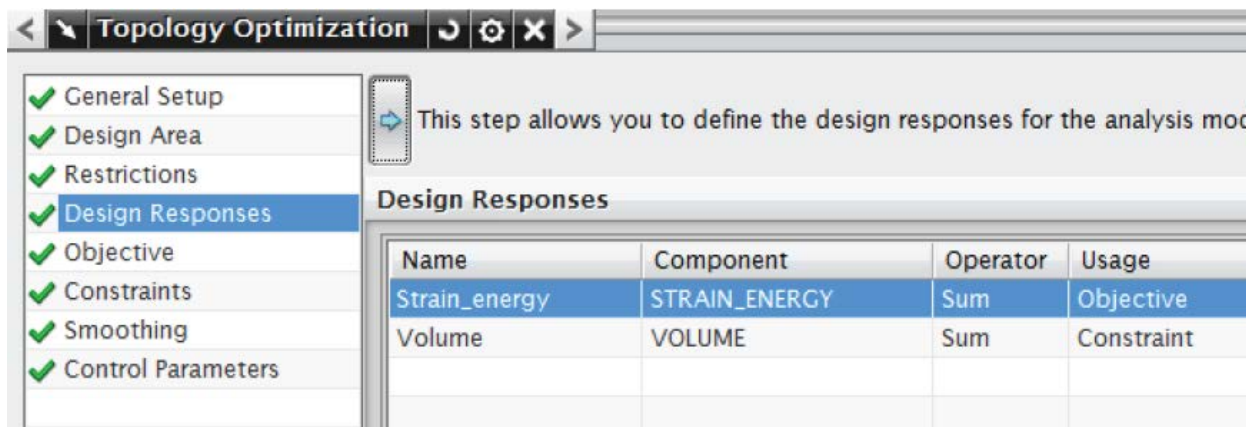 Topology Optimization
General Setup
Design Area
Restrictions
Design Responses
Objective
Constraints
Smoothing
Control Parameters
This step allows you to define the design responses for the analysis
Design Responses
Name Component Operator Usage
Strain_energy STRAIN_ENERGY Sum Objective
Volume VOLUME Sum Constraint